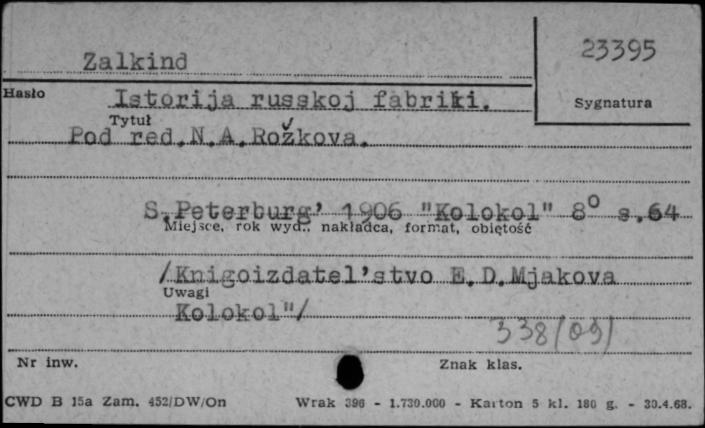 Zalkind
23395
Hasło
Istorija russkoj fabriki.
Sygnatura
Tytuł
Pod red.N.A.Rožkova.
S.Peterburg' 1906 "Kolokol" 8° s.64
Miejsce, rok wyd., nakładca, format, objętość
/Knigoizdatel'stvo E.D.Mjakova
Uwagi
Kolokol"/
338(09)
Nr inw.
Znak klas.
CWD B 15a Zam. 452/DW/On Wrak 396 - 1.730.000 - Karton 5 kl. 180 g. - 30.4.68.